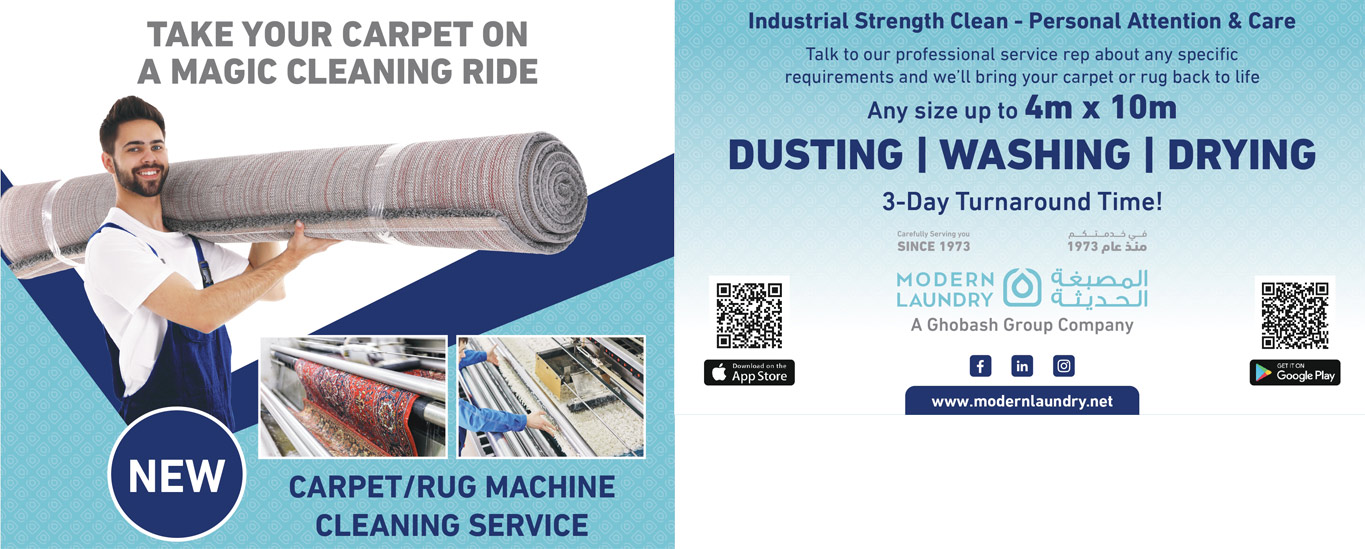 TAKE YOUR CARPET ON
A MAGIC CLEANING RIDE
NEW
CARPET/RUG MACHINE
CLEANING SERVICE
Industrial Strength Clean - Personal Attention & Care
Talk to our professional service rep about any specific
requirements and we'll bring your carpet or rug back to life
Any size up to 4m x 10m
DUSTING | WASHING | DRYING
3-Day Turnaround Time!
Carefully Serving you
SINCE 1973
في خدمتكم
منذ عام 1973
MODERN
LAUNDRY
المصبغة
الحديثة
A Ghobash Group Company
Download on the
App Store
GET IT ON
Google Play
f
in
www.modernlaundry.net